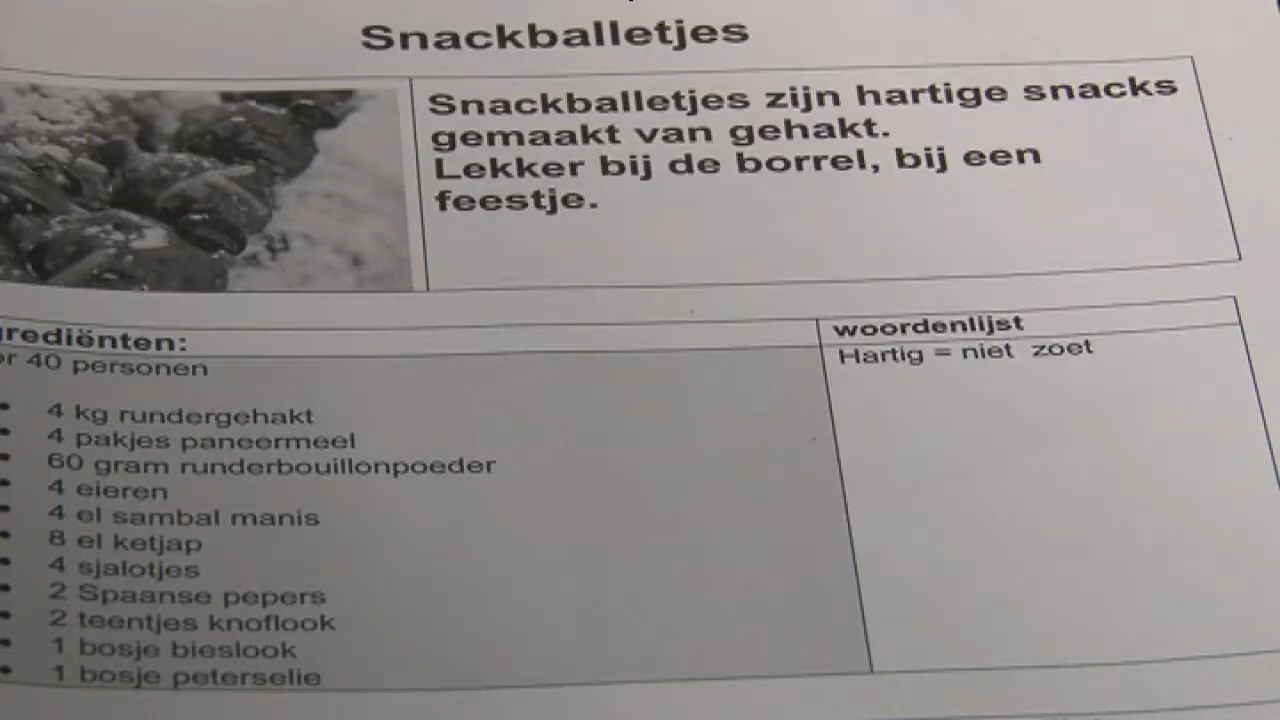 Snackballetjes
Snackballetjes zijn hartige snacks
gemaakt van gehakt.
Lekker bij de borrel, bij een
feestje.
grediënten:
or 40 personen
4 kg rundergehakt
4 pakjes paneermeel
60 gram runderbouillonpoeder
4 eieren
4 el sambal manis
8 el ketjap
4 sjalotjes
2 Spaanse pepers
2 teentjes knoflook
1 bosje bieslook
1 bosje peterselie
woordenlijst
Hartig = niet zoet